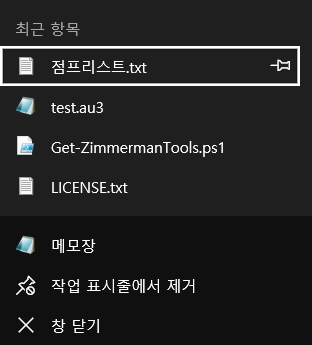 최근 항목
점프리스트.txt
test.au3
Get-ZimmermanTools.ps1
LICENSE.txt
메모장
작업 표시줄에서 제거
창 닫기